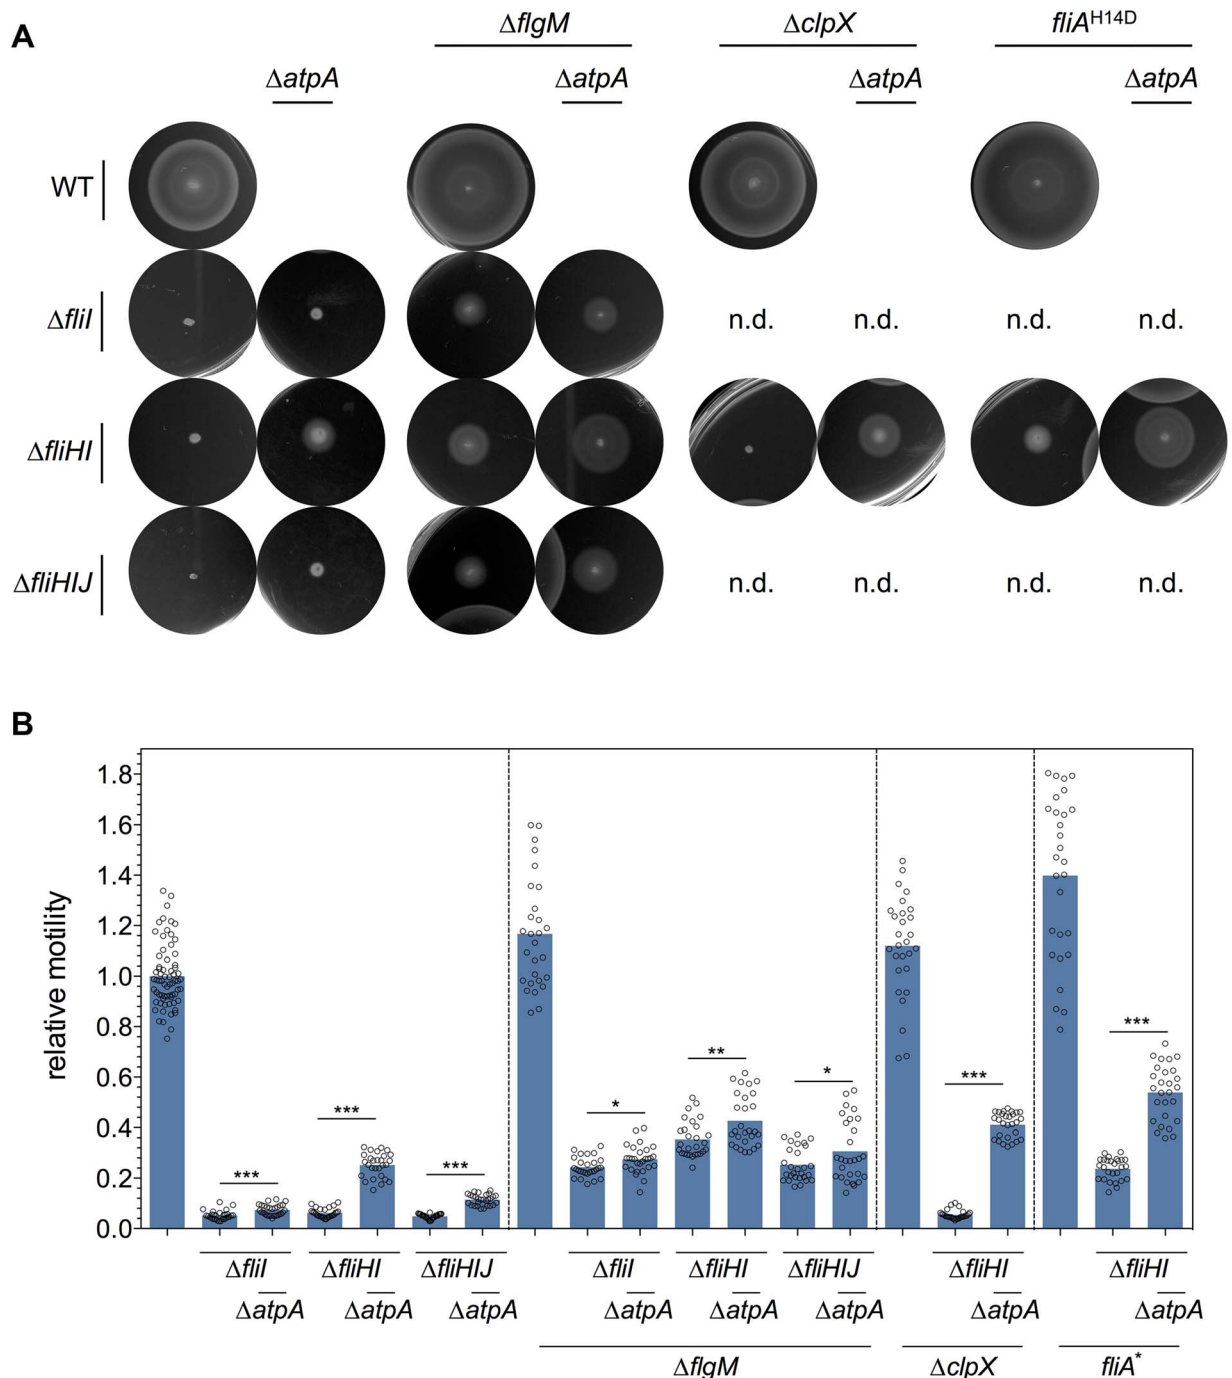 A
ΔflgM ΔclpX fliAH14D
ΔatpA ΔatpA ΔatpA ΔatpA
WT
ΔfliI n.d. n.d. n.d. n.d.
ΔfliHI
ΔfliHIJ n.d. n.d. n.d. n.d.
B
relative motility
1.8
1.6
1.4
1.2
1.0
0.8
0.6
0.4
0.2
0.0
*** *** *** * ** * *** ***
ΔfliI ΔfliHI ΔfliHIJ ΔfliI ΔfliHI ΔfliHIJ ΔfliHI ΔfliHI
ΔatpA ΔatpA ΔatpA ΔatpA ΔatpA ΔatpA ΔatpA ΔatpA
ΔflgM ΔclpX fliA*